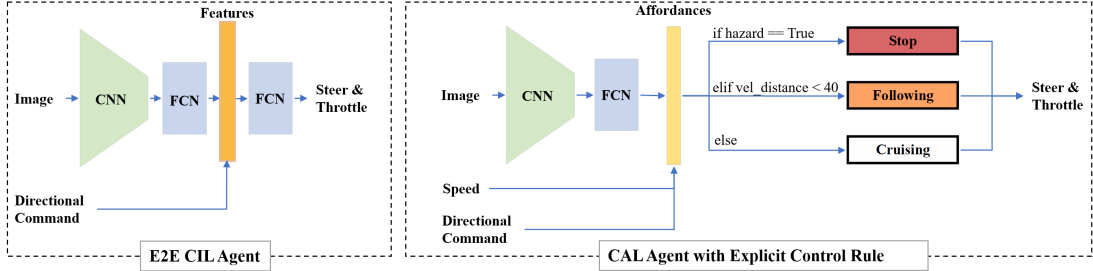 Features
Image
CNN
FCN
FCN
Steer &
Throttle
Directional
Command
E2E CIL Agent
Affordances
Image
CNN
FCN
if hazard == True
Stop
elif vel_distance < 40
Following
else
Cruising
Steer &
Throttle
Speed
Directional
Command
CAL Agent with Explicit Control Rule